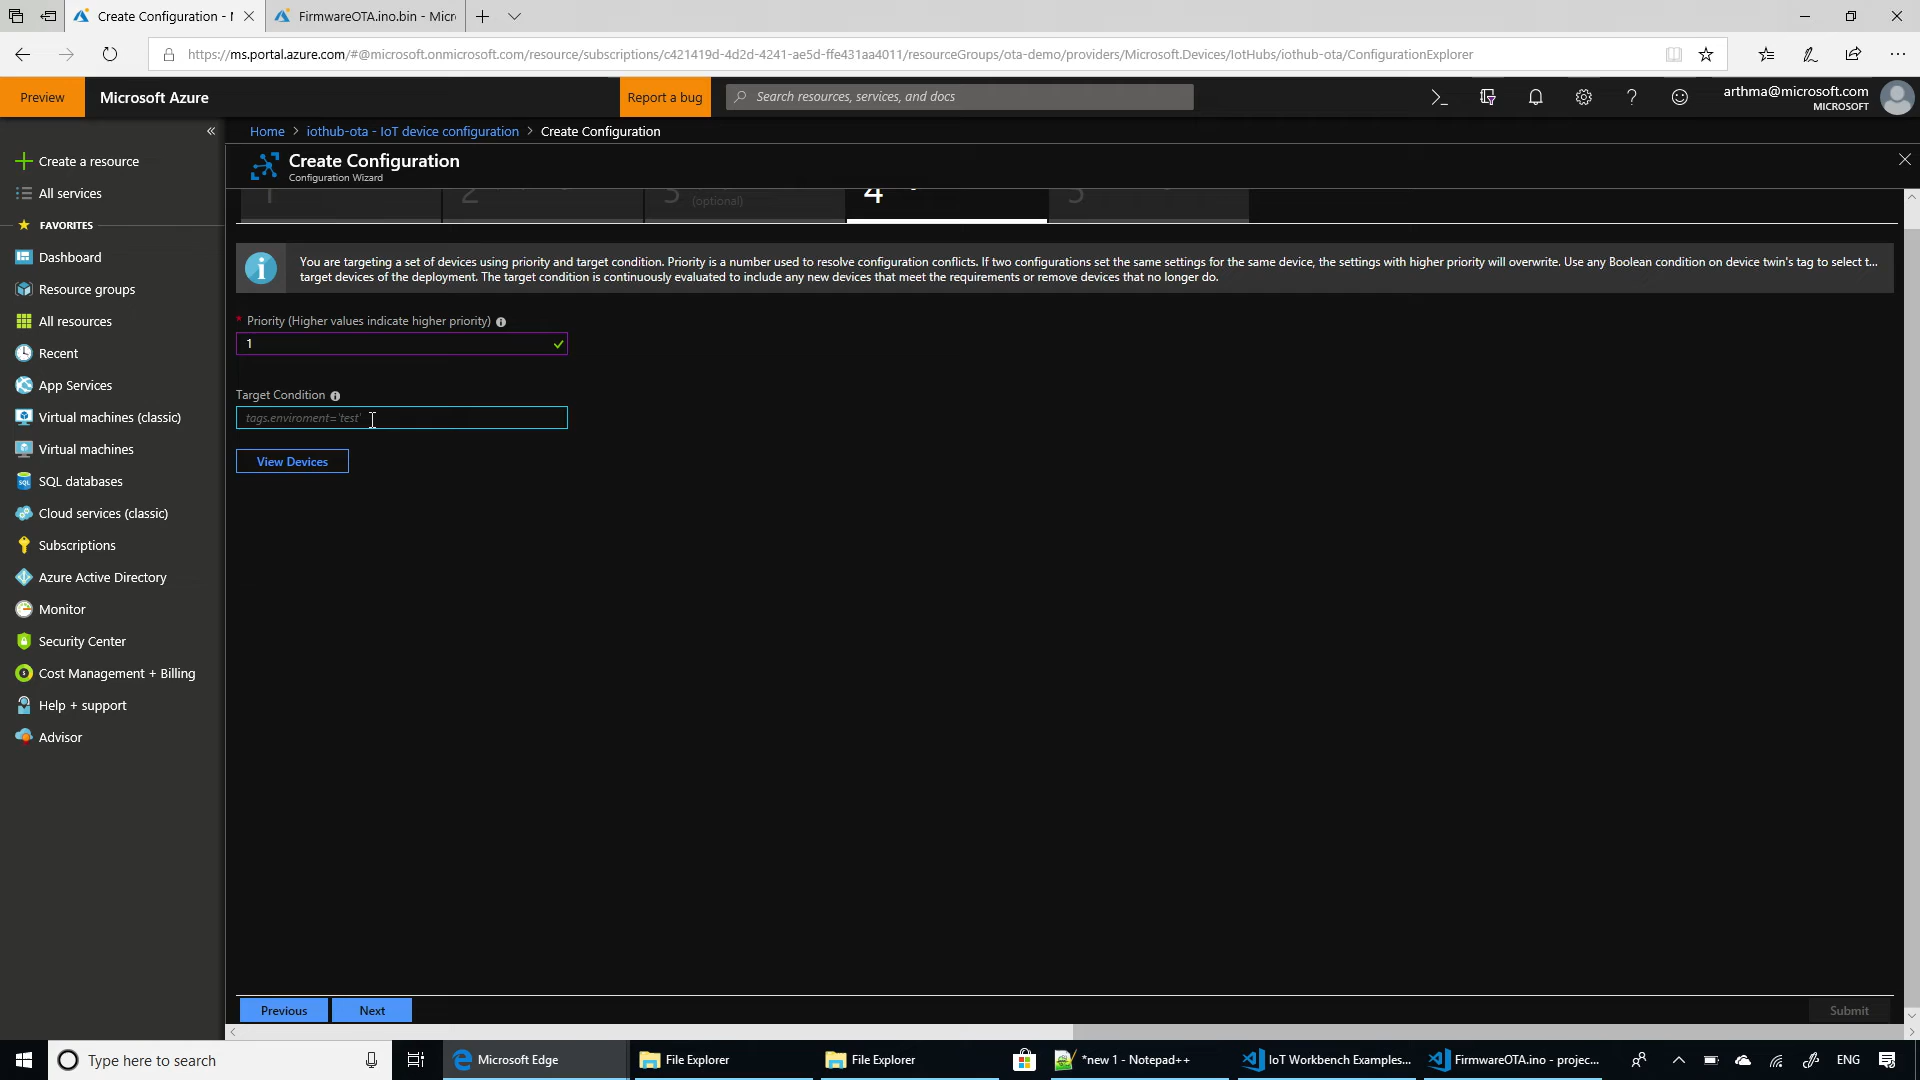 Create Configuration - M
FirmwareOTA.ino.bin - Micr
https://ms.portal.azure.com/#@microsoft.onmicrosoft.com/resource/subscriptions/c421419d-4d2d-4241-ae5d-ffe431aa4011/resourceGroups/ota-demo/providers/Microsoft.Devices/IotHubs/iothub-ota/ConfigurationExplorer
Preview
Microsoft Azure
Report a bug
Search resources, services, and docs
arthma@microsoft.com
MICROSOFT
Home > iothub-ota - IoT device configuration > Create Configuration
Create Configuration
Configuration Wizard
1
2
3 (optional)
4
5
Create a resource
All services
FAVORITES
Dashboard
Resource groups
All resources
Recent
App Services
Virtual machines (classic)
Virtual machines
SQL databases
Cloud services (classic)
Subscriptions
Azure Active Directory
Monitor
Security Center
Cost Management + Billing
Help + support
Advisor
You are targeting a set of devices using priority and target condition. Priority is a number used to resolve configuration conflicts. If two configurations set the same settings for the same device, the settings with higher priority will overwrite. Use any Boolean condition on device twin's tag to select t...
target devices of the deployment. The target condition is continuously evaluated to include any new devices that meet the requirements or remove devices that no longer do.
* Priority (Higher values indicate higher priority)
1
Target Condition
tags.enviroment='test'
View Devices
Previous
Next
Submit
Type here to search
Microsoft Edge
File Explorer
File Explorer
*new 1 - Notepad++
IoT Workbench Examples...
FirmwareOTA.ino - projec...
ENG